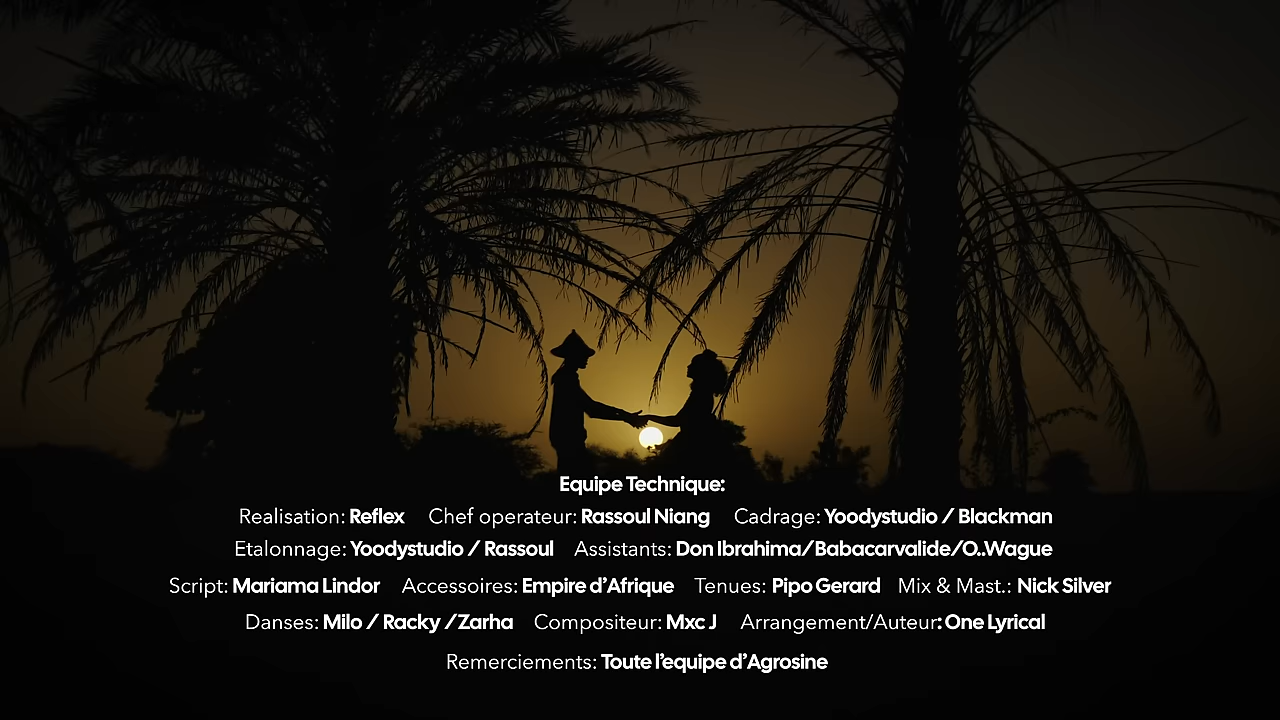 Equipe Technique:
Realisation: Reflex Chef operateur: Rassoul Niang Cadrage: Yoodystudio / Blackman
Etalonnage: Yoodystudio / Rassoul Assistants: Don Ibrahima/Babacarvalide/O..Wague
Script: Mariama Lindor Accessoires: Empire d'Afrique Tenues: Pipo Gerard Mix & Mast.: Nick Silver
Danses: Milo / Racky /Zarha Compositeur: Mxc J Arrangement/Auteur: One Lyrical
Remerciements: Toute l'equipe d'Agrosine